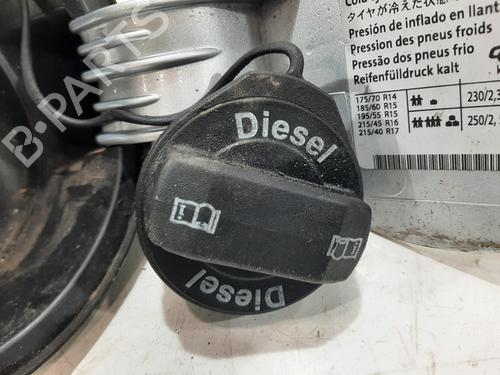 B-PARTS
タイヤが冷えた状態
Presión de inflado en llant
Pression des pneus froids
Pressão dos pneus frio
Reifenfülldruck kalt
175/70 R14
185/60 R15
195/55 R15
215/45 R16
215/40 R17
230/2,3
250/2,
Diesel
Diesel